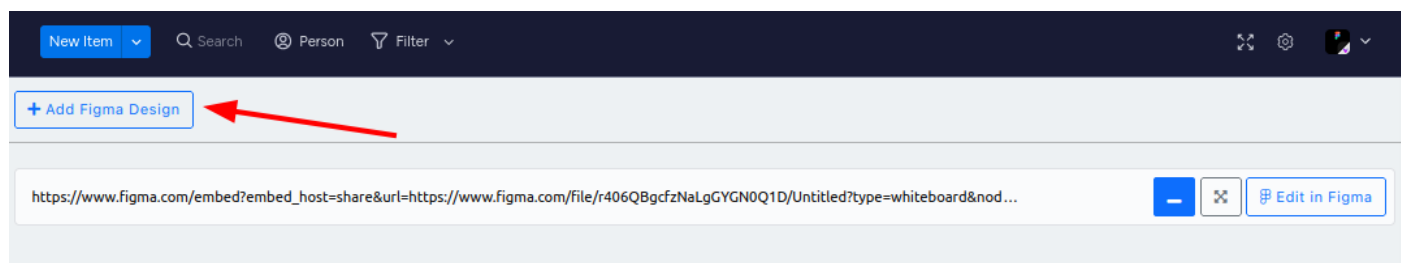 New Item Search Person Filter
+ Add Figma Design
https://www.figma.com/embed?embed_host=share&url=https://www.figma.com/file/r406QBgcfzNaLgGYGN0Q1D/Untitled?type=whiteboard&nod... Edit in Figma